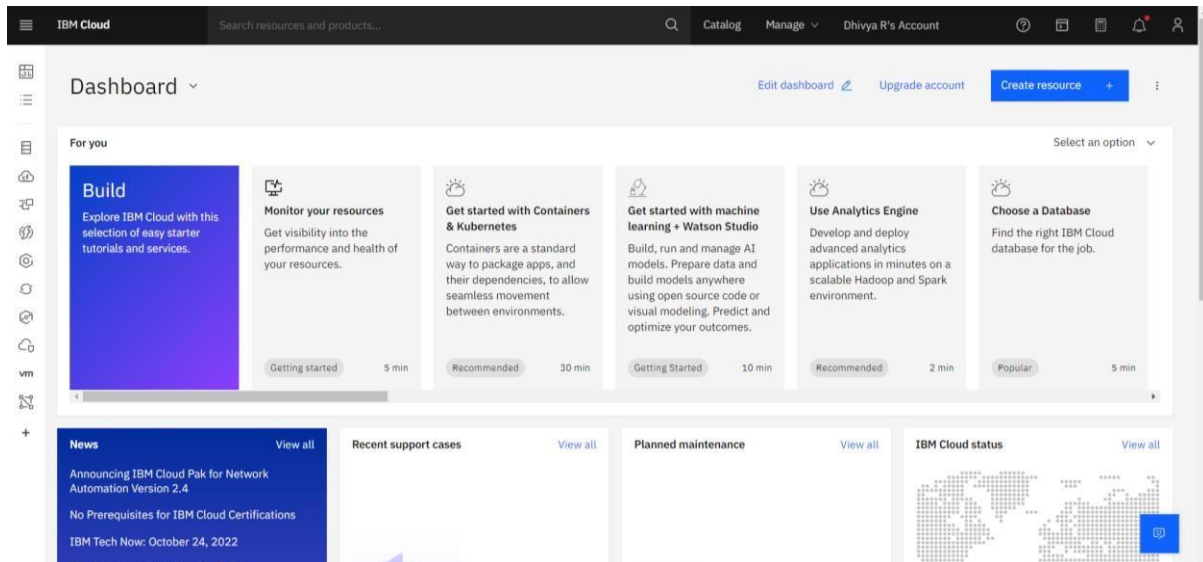 IBM Cloud
Search resources and products...
Catalog
Manage
Dhivya R's Account
Dashboard
Edit dashboard
Upgrade account
Create resource +
For you
Select an option
Build
Explore IBM Cloud with this
selection of easy starter
tutorials and services.
Monitor your resources
Get visibility into the
performance and health of
your resources.
Getting started
5 min
Get started with Containers
& Kubernetes
Containers are a standard
way to package apps, and
their dependencies, to allow
seamless movement
between environments.
Recommended
30 min
Get started with machine
learning + Watson Studio
Build, run and manage AI
models. Prepare data and
build models anywhere
using open source code or
visual modeling. Predict and
optimize your outcomes.
Getting Started
10 min
Use Analytics Engine
Develop and deploy
advanced analytics
applications in minutes on a
scalable Hadoop and Spark
environment.
Recommended
2 min
Choose a Database
Find the right IBM Cloud
database for the job.
Popular
5 min
vm
News
View all
Announcing IBM Cloud Pak for Network
Automation Version 2.4
No Prerequisites for IBM Cloud Certifications
IBM Tech Now: October 24, 2022
Recent support cases
View all
Planned maintenance
View all
IBM Cloud status
View all